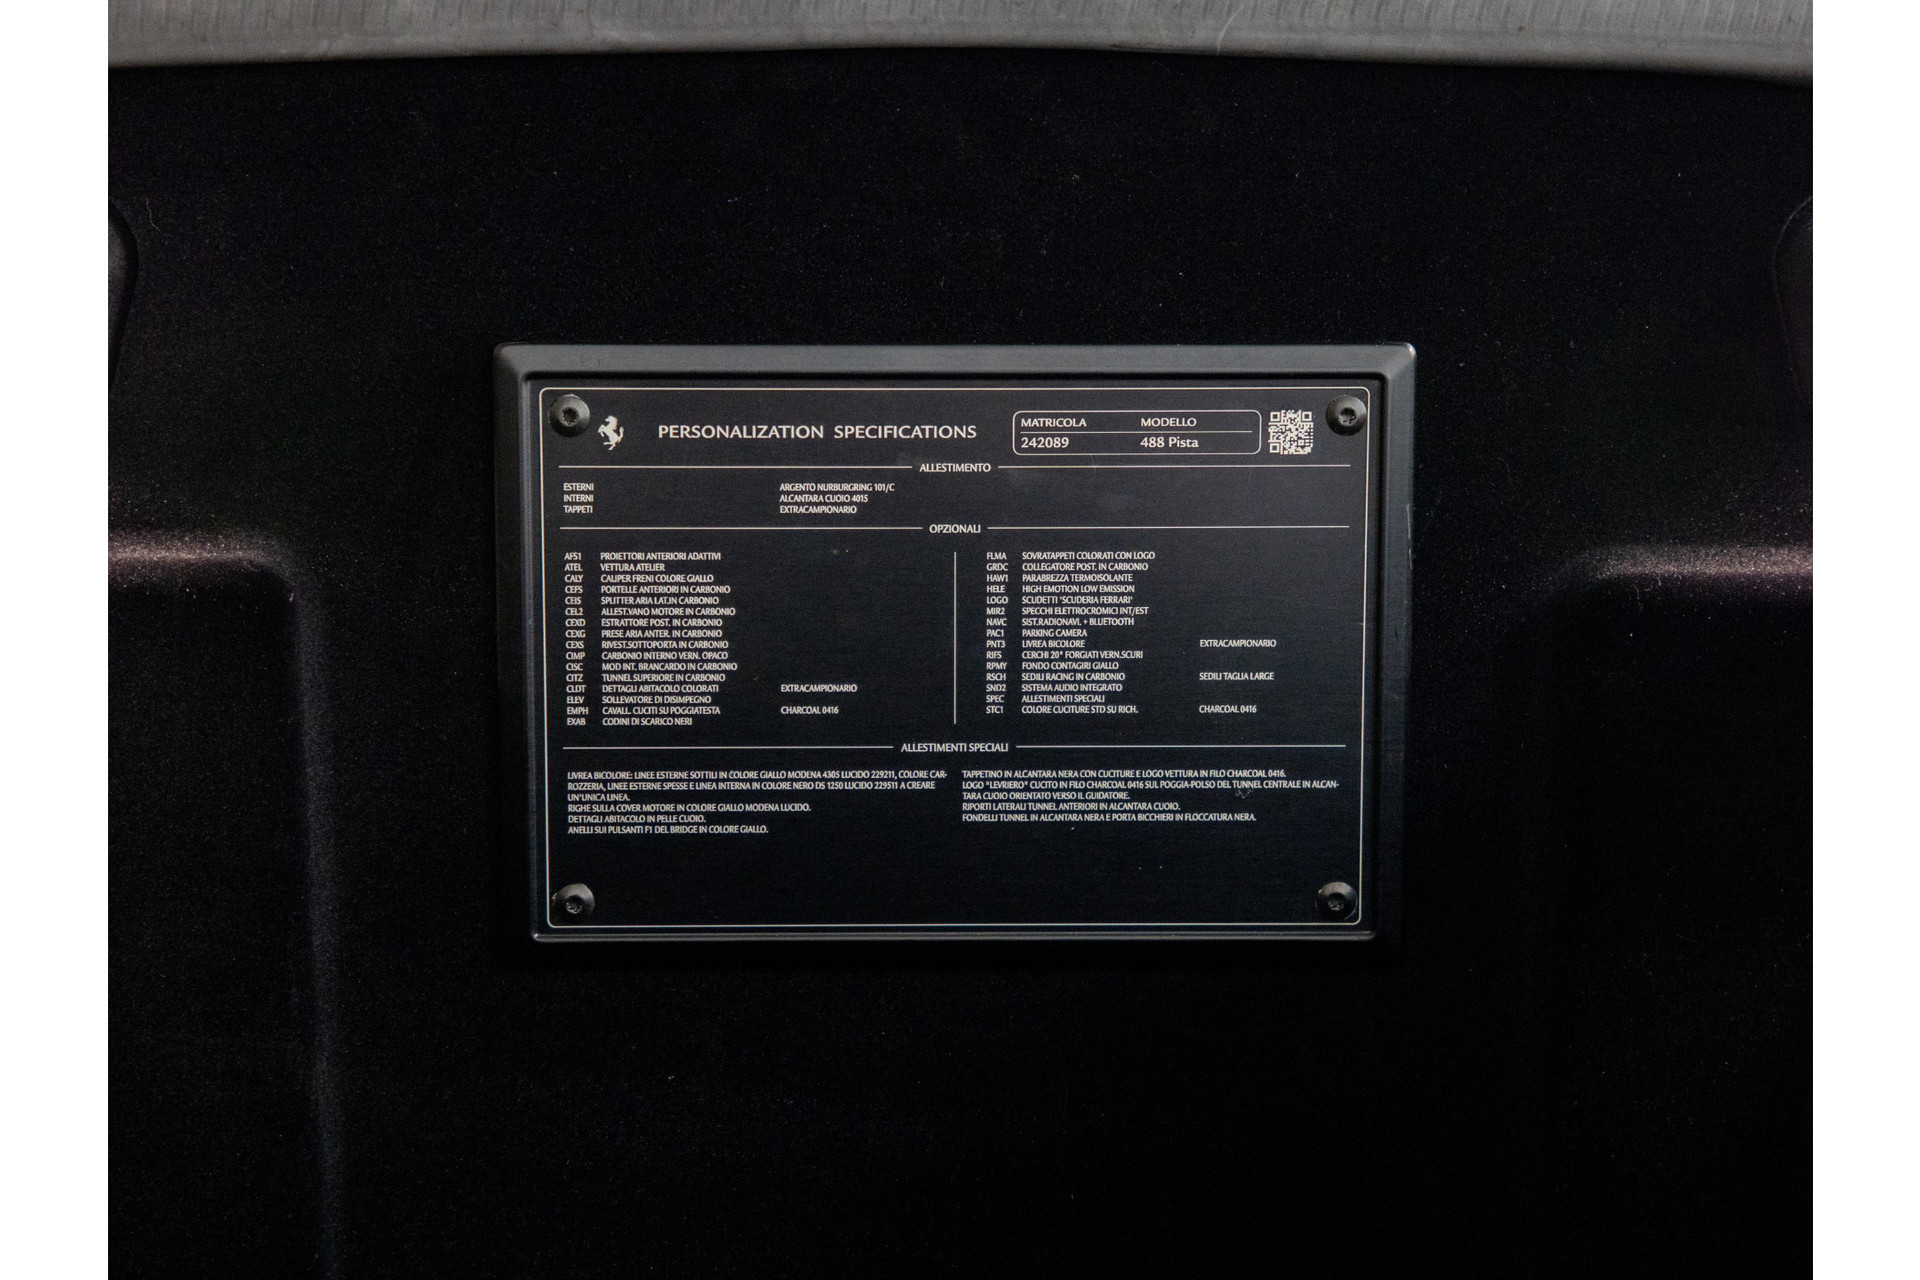 PERSONALIZATION SPECIFICATIONS
MATRICOLA MODELLO
242089 488 Pista
ALLESTIMENTO
ESTERNI ARGENTO NURBURGRING 101/C
INTERNI ALCANTARA CUOIO 4015
TAPPETI EXTRACAMPIONARIO
OPZIONALI
AFS1 PROIETTORI ANTERIORI ADATTIVI
ATEL VETTURA ATELIER
CALY CALIPER FRENI COLORE GIALLO
CEFS PORTELLE ANTERIORI IN CARBONIO
CEIS SPLITTER ARIA LAT.IN CARBONIO
CEL2 ALLEST.VANO MOTORE IN CARBONIO
CEXD ESTRATTORE POST. IN CARBONIO
CEXG PRESE ARIA ANTER. IN CARBONIO
CEXS RIVEST.SOTTOPORTA IN CARBONIO
CIMP CARBONIO INTERNO VERN. OPACO
CISC MOD INT. BRANCARDO IN CARBONIO
CITZ TUNNEL SUPERIORE IN CARBONIO
CLDT DETTAGLI ABITACOLO COLORATI EXTRACAMPIONARIO
ELEV SOLLEVATORE DI DISIMPEGNO
EMPH CAVALL. CUCITI SU POGGIATESTA CHARCOAL 0416
EXAB CODINI DI SCARICO NERI
FLMA SOVRATAPPETI COLORATI CON LOGO
GRDC COLLEGATORE POST. IN CARBONIO
HAW1 PARABREZZA TERMOISOLANTE
HELE HIGH EMOTION LOW EMISSION
LOGO SCUDETTI 'SCUDERIA FERRARI'
MIR2 SPECCHI ELETTROCROMICI INT/EST
NAVC SIST.RADIONAVI. + BLUETOOTH
PAC1 PARKING CAMERA
PNT3 LIVREA BICOLORE EXTRACAMPIONARIO
RIFS CERCHI 20" FORGIATI VERN.SCURI
RPMY FONDO CONTAGIRI GIALLO
RSCH SEDILI RACING IN CARBONIO SEDILI TAGLIA LARGE
SND2 SISTEMA AUDIO INTEGRATO
SPEC ALLESTIMENTI SPECIALI
STC1 COLORE CUCITURE STD SU RICH. CHARCOAL 0416
ALLESTIMENTI SPECIALI
LIVREA BICOLORE: LINEE ESTERNE SOTTILI IN COLORE GIALLO MODENA 4305 LUCIDO 229211, COLORE CAR-
ROZZERIA, LINEE ESTERNE SPESSE E LINEA INTERNA IN COLORE NERO DS 1250 LUCIDO 229511 A CREARE
UN'UNICA LINEA.
RIGHE SULLA COVER MOTORE IN COLORE GIALLO MODENA LUCIDO.
DETTAGLI ABITACOLO IN PELLE CUOIO.
ANELLI SUI PULSANTI F1 DEL BRIDGE IN COLORE GIALLO.
TAPPETINO IN ALCANTARA NERA CON CUCITURE E LOGO VETTURA IN FILO CHARCOAL 0416.
LOGO "LEVRIERO" CUCITO IN FILO CHARCOAL 0416 SUL POGGIA-POLSO DEL TUNNEL CENTRALE IN ALCAN-
TARA CUOIO ORIENTATO VERSO IL GUIDATORE.
RIPORTI LATERALI TUNNEL ANTERIORI IN ALCANTARA CUOIO.
FONDELLI TUNNEL IN ALCANTARA NERA E PORTA BICCHIERI IN FLOCCATURA NERA.